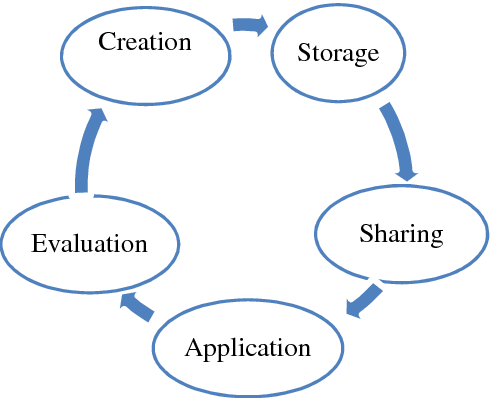 Creation
Storage
Sharing
Application
Evaluation